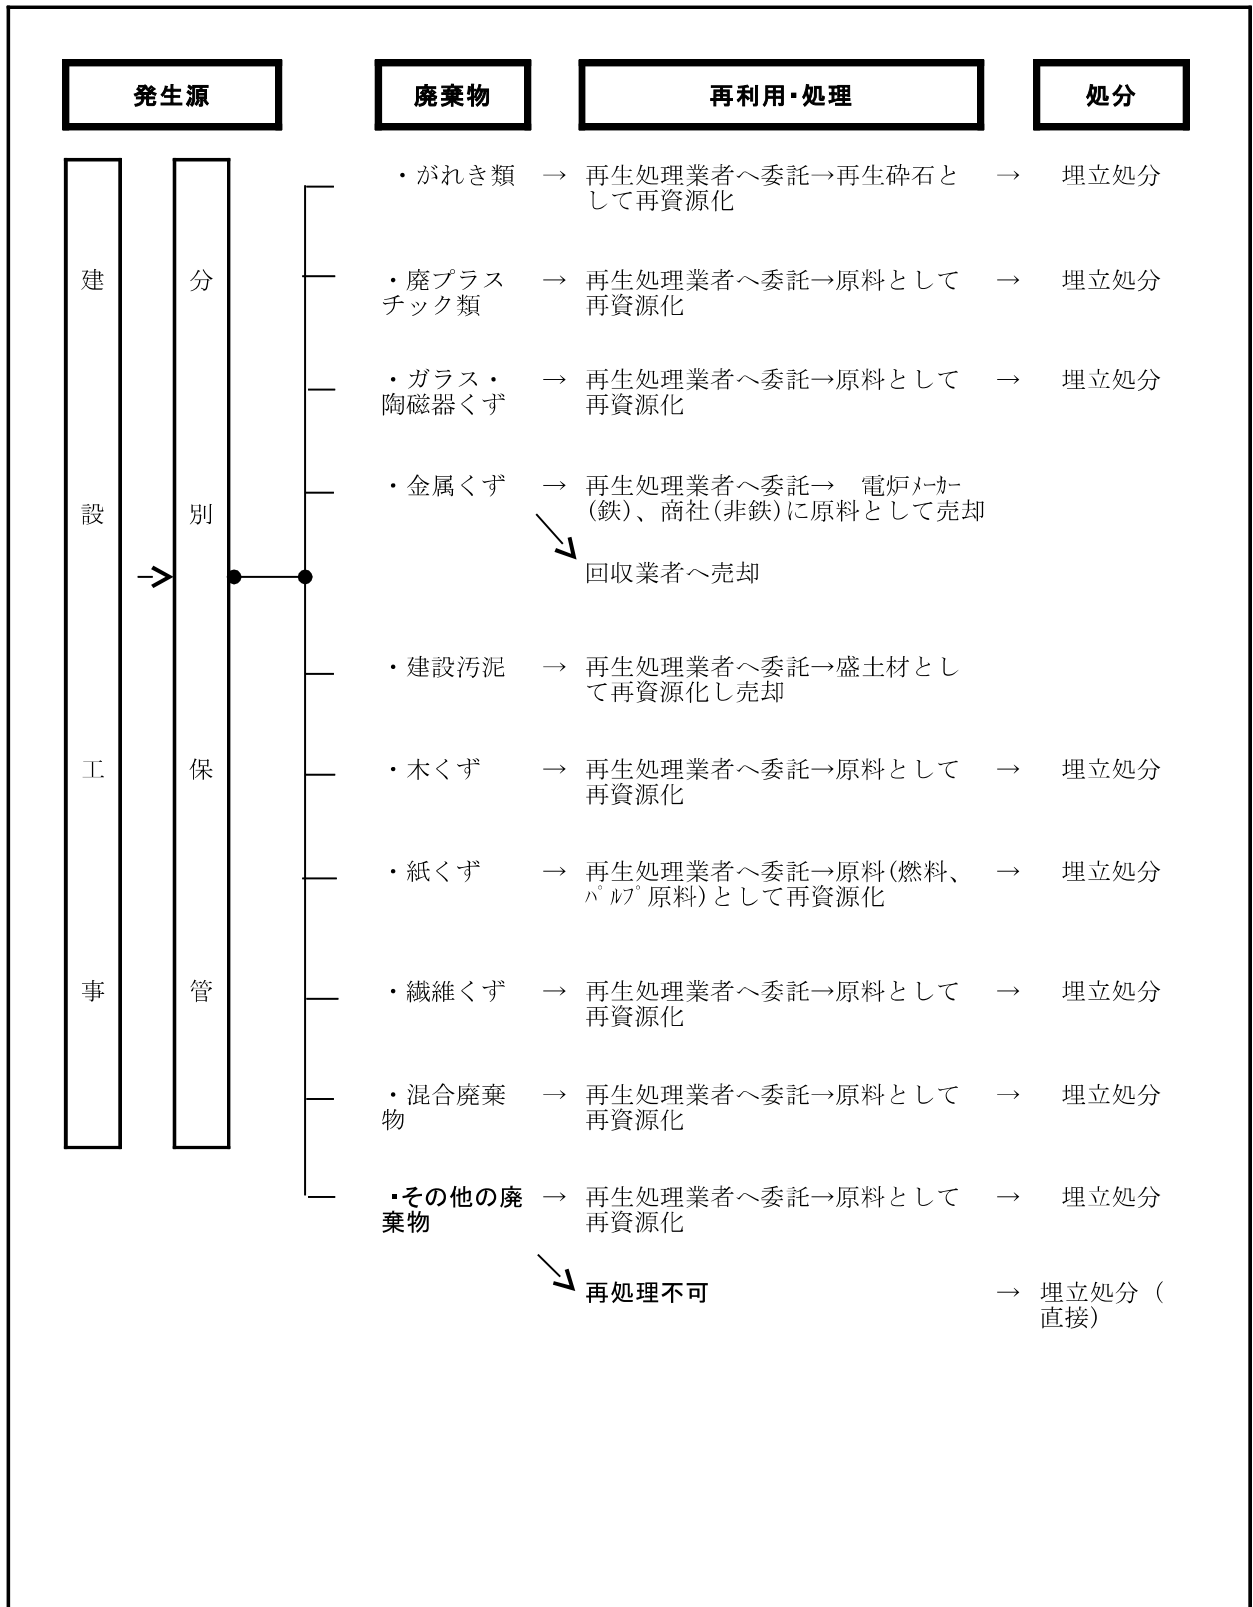 発生源 廃棄物 再利用・処理 処分
建設工事
分別保管
・がれき類 → 再生処理業者へ委託→再生砕石と → 埋立処分
して再資源化
・廃プラス → 再生処理業者へ委託→原料として → 埋立処分
チック類 再資源化
・ガラス・ → 再生処理業者へ委託→原料として → 埋立処分
陶磁器くず 再資源化
・金属くず → 再生処理業者へ委託→ 電炉ﾒｰｶｰ
(鉄)、商社(非鉄)に原料として売却
回収業者へ売却
・建設汚泥 → 再生処理業者へ委託→盛土材とし
て再資源化し売却
・木くず → 再生処理業者へ委託→原料として → 埋立処分
再資源化
・紙くず → 再生処理業者へ委託→原料(燃料、 → 埋立処分
ﾊﾟﾙﾌﾟ原料)として再資源化
・繊維くず → 再生処理業者へ委託→原料として → 埋立処分
再資源化
・混合廃棄 → 再生処理業者へ委託→原料として → 埋立処分
物 再資源化
・その他の廃 → 再生処理業者へ委託→原料として → 埋立処分
棄物 再資源化
再処理不可 → 埋立処分（
直接）